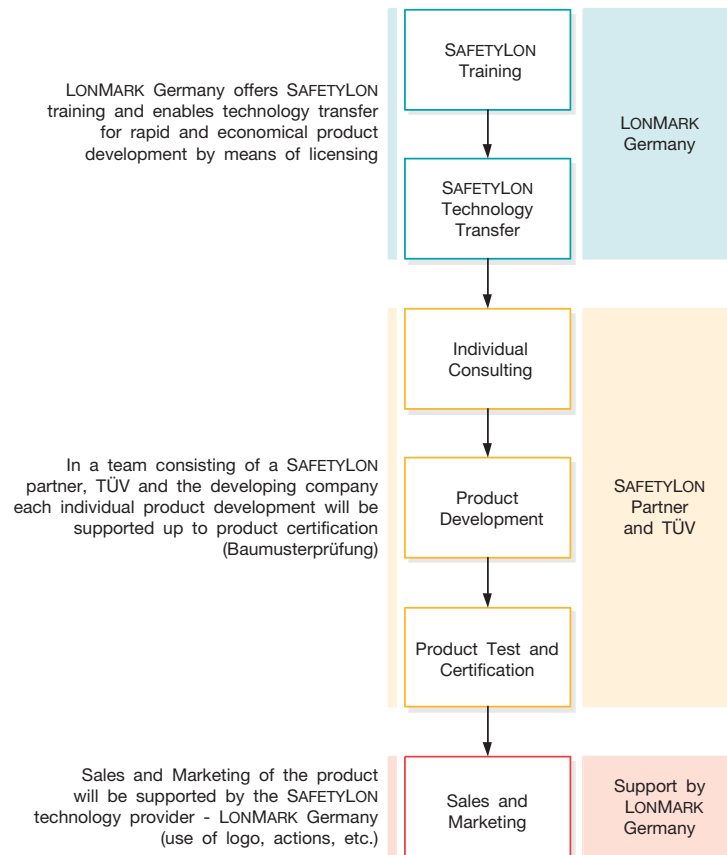 SAFETYLON
Training
LONMARK Germany offers SAFETYLON
training and enables technology transfer
for rapid and economical product
development by means of licensing
LONMARK
Germany
SAFETYLON
Technology
Transfer
Individual
Consulting
In a team consisting of a SAFETYLON
partner, TÜV and the developing company
each individual product development will be
supported up to product certification
(Baumusterprüfung)
Product
Development
SAFETYLON
Partner
and TÜV
Product Test and
Certification
Sales and Marketing of the product
will be supported by the SAFETYLON
technology provider - LONMARK Germany
(use of logo, actions, etc.)
Sales and
Marketing
Support by
LONMARK
Germany